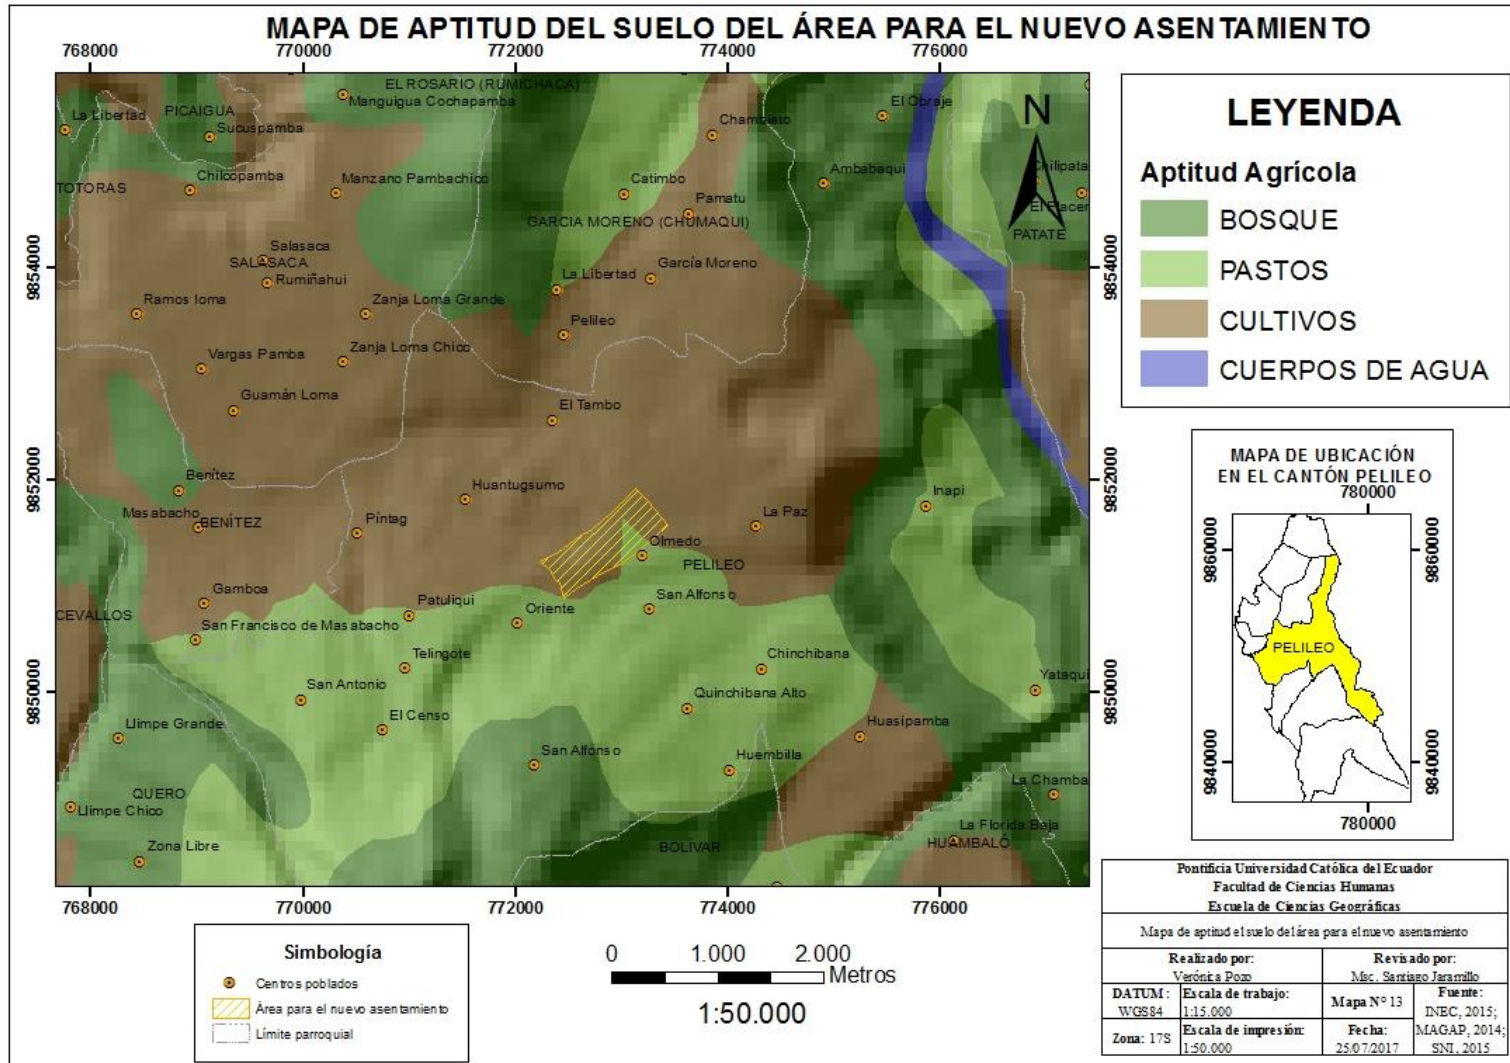 MAPA DE APTITUD DEL SUELO DEL ÁREA PARA EL NUEVO ASENTAMIENTO
768000 770000 772000 774000 776000
EL ROSARIO (RUMICHACA)
Manguigua Cochapamba
PICAIGUA
La Libertad
Sucuspamba
El Obraje
N
Chambiato
Chilipata
Chilcopamba
Manzano Pambachico
Catimbo
Ambabaqui
TOTORAS
Pamatu
El Placer
GARCIA MORENO (CHUMAQUI)
PATATE
Salasaca
SALASACA
La Libertad
García Moreno
9854000
9854000
Rumiñahui
Ramos loma
Zanja Loma Grande
Pelileo
Vargas Pamba
Zanja Loma Chico
Guamán Loma
El Tambo
Benítez
9852000
9852000
Huantugsumo
Inapi
Masabacho
BENÍTEZ
Píntag
La Paz
Olmedo
PELILEO
Gamboa
Patuliqui
Oriente
San Alfonso
CEVALLOS
San Francisco de Masabacho
Telingote
Chinchibana
Yataqui
San Antonio
Quinchibana Alto
9850000
9850000
El Censo
Llimpe Grande
Huasipamba
San Alfonso
Huembilla
La Chamba
QUERO
Llimpe Chico
La Florida Baja
Zona Libre
BOLÍVAR
HUAMBALÓ
768000 770000 772000 774000 776000
LEYENDA
Aptitud Agrícola
BOSQUE
PASTOS
CULTIVOS
CUERPOS DE AGUA
MAPA DE UBICACIÓN
EN EL CANTÓN PELILEO
780000
9860000
9860000
PELILEO
9840000
9840000
780000
Simbología
Centros poblados
Área para el nuevo asentamiento
Límite parroquial
0 1.000 2.000
Metros
1:50.000
Pontificia Universidad Católica del Ecuador
Facultad de Ciencias Humanas
Escuela de Ciencias Geográficas
Mapa de aptitud el suelo del área para el nuevo asentamiento
Realizado por:
Verónica Pozo
Revisado por:
Msc. Santiago Jaramillo
DATUM :
WGS84
Escala de trabajo:
1:15.000
Mapa Nº 13
Fuente:
INEC, 2015;
MAGAP, 2014;
SNI, 2015
Zona: 17S
Escala de impresión:
1:50.000
Fecha:
25/07/2017